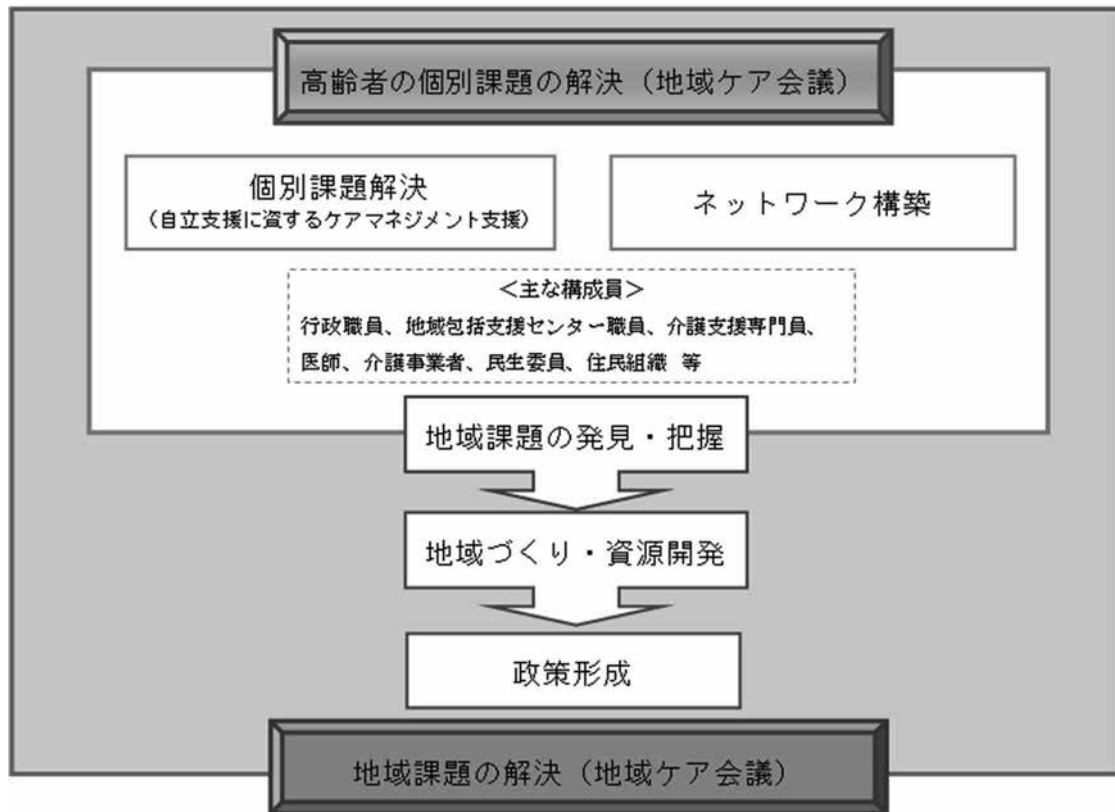 高齢者の個別課題の解決（地域ケア会議）
個別課題解決
（自立支援に資するケアマネジメント支援）
ネットワーク構築
＜主な構成員＞
行政職員、地域包括支援センター職員、介護支援専門員、
医師、介護事業者、民生委員、住民組織 等
地域課題の発見・把握
地域づくり・資源開発
政策形成
地域課題の解決（地域ケア会議）